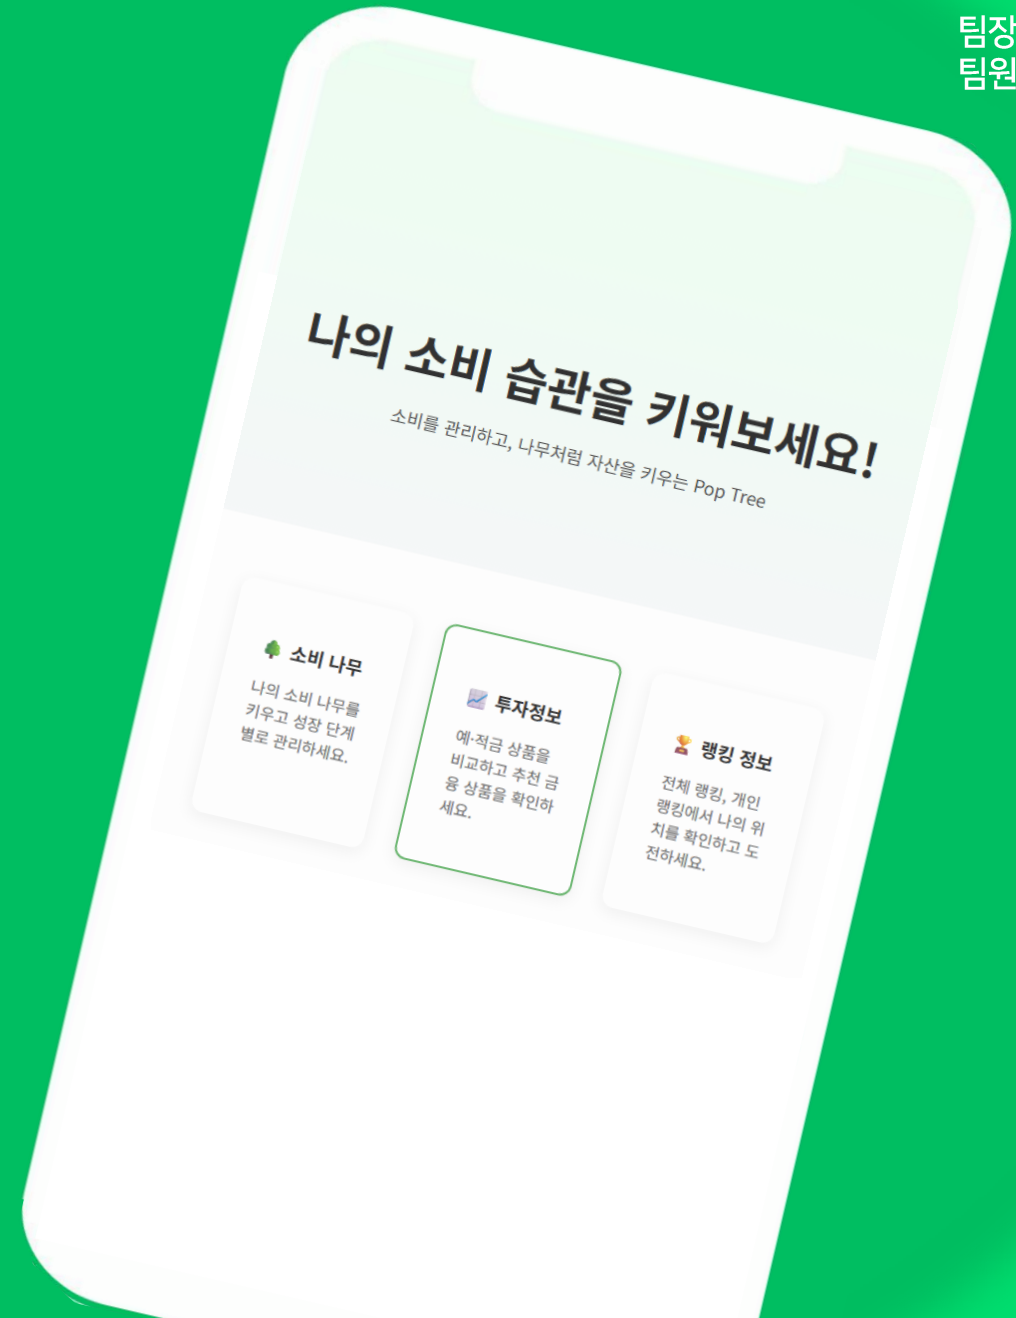 팀장
팀원
나의 소비 습관을 키워보세요!
소비를 관리하고, 나무처럼 자산을 키우는 Pop Tree
소비 나무
나의 소비 나무를
키우고 성장 단계
별로 관리하세요.
투자정보
예·적금 상품을
비교하고 추천 금
융 상품을 확인하
세요.
랭킹 정보
전체 랭킹, 개인
랭킹에서 나의 위
치를 확인하고 도
전하세요.